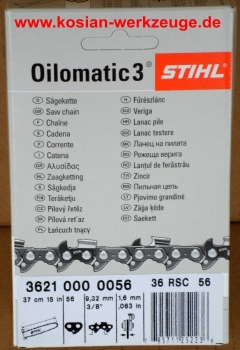 www.kosian-werkzeuge.de
Oilomatic 3® STIHL
D Sägekette
Saw chain
F Chaîne
E Cadena
P Corrente
I Catena
Αλυσίδας
Zaagketting
S Sågkedja
Teräketju
Pilový řetěz
Pílová reťaz
Łańcuch tnący
H Fűrészlánc
Veriga
Lanac pile
Lanac testere
Ланец на пилата
Режеща верига
Lantul de ferăstrău
Zincir
Пильная цепь
Pjovimo grandinė
Zāģa ķēde
Saekett
3621 000 0056 36 RSC 56
37 cm 15 in 56 9,32 mm 3/8" 1,6 mm .063 in